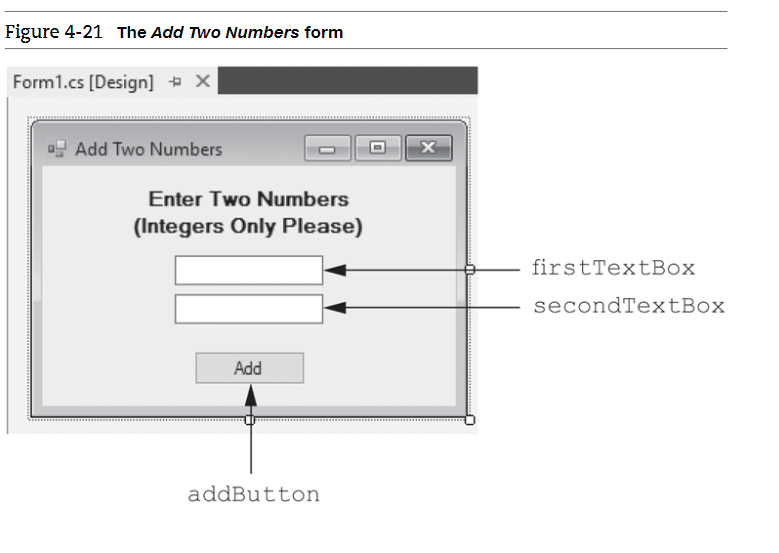 Figure 4-21 The Add Two Numbers form
Form1.cs [Design]
Add Two Numbers
Enter Two Numbers
(Integers Only Please)
firstTextBox
secondTextBox
Add
addButton